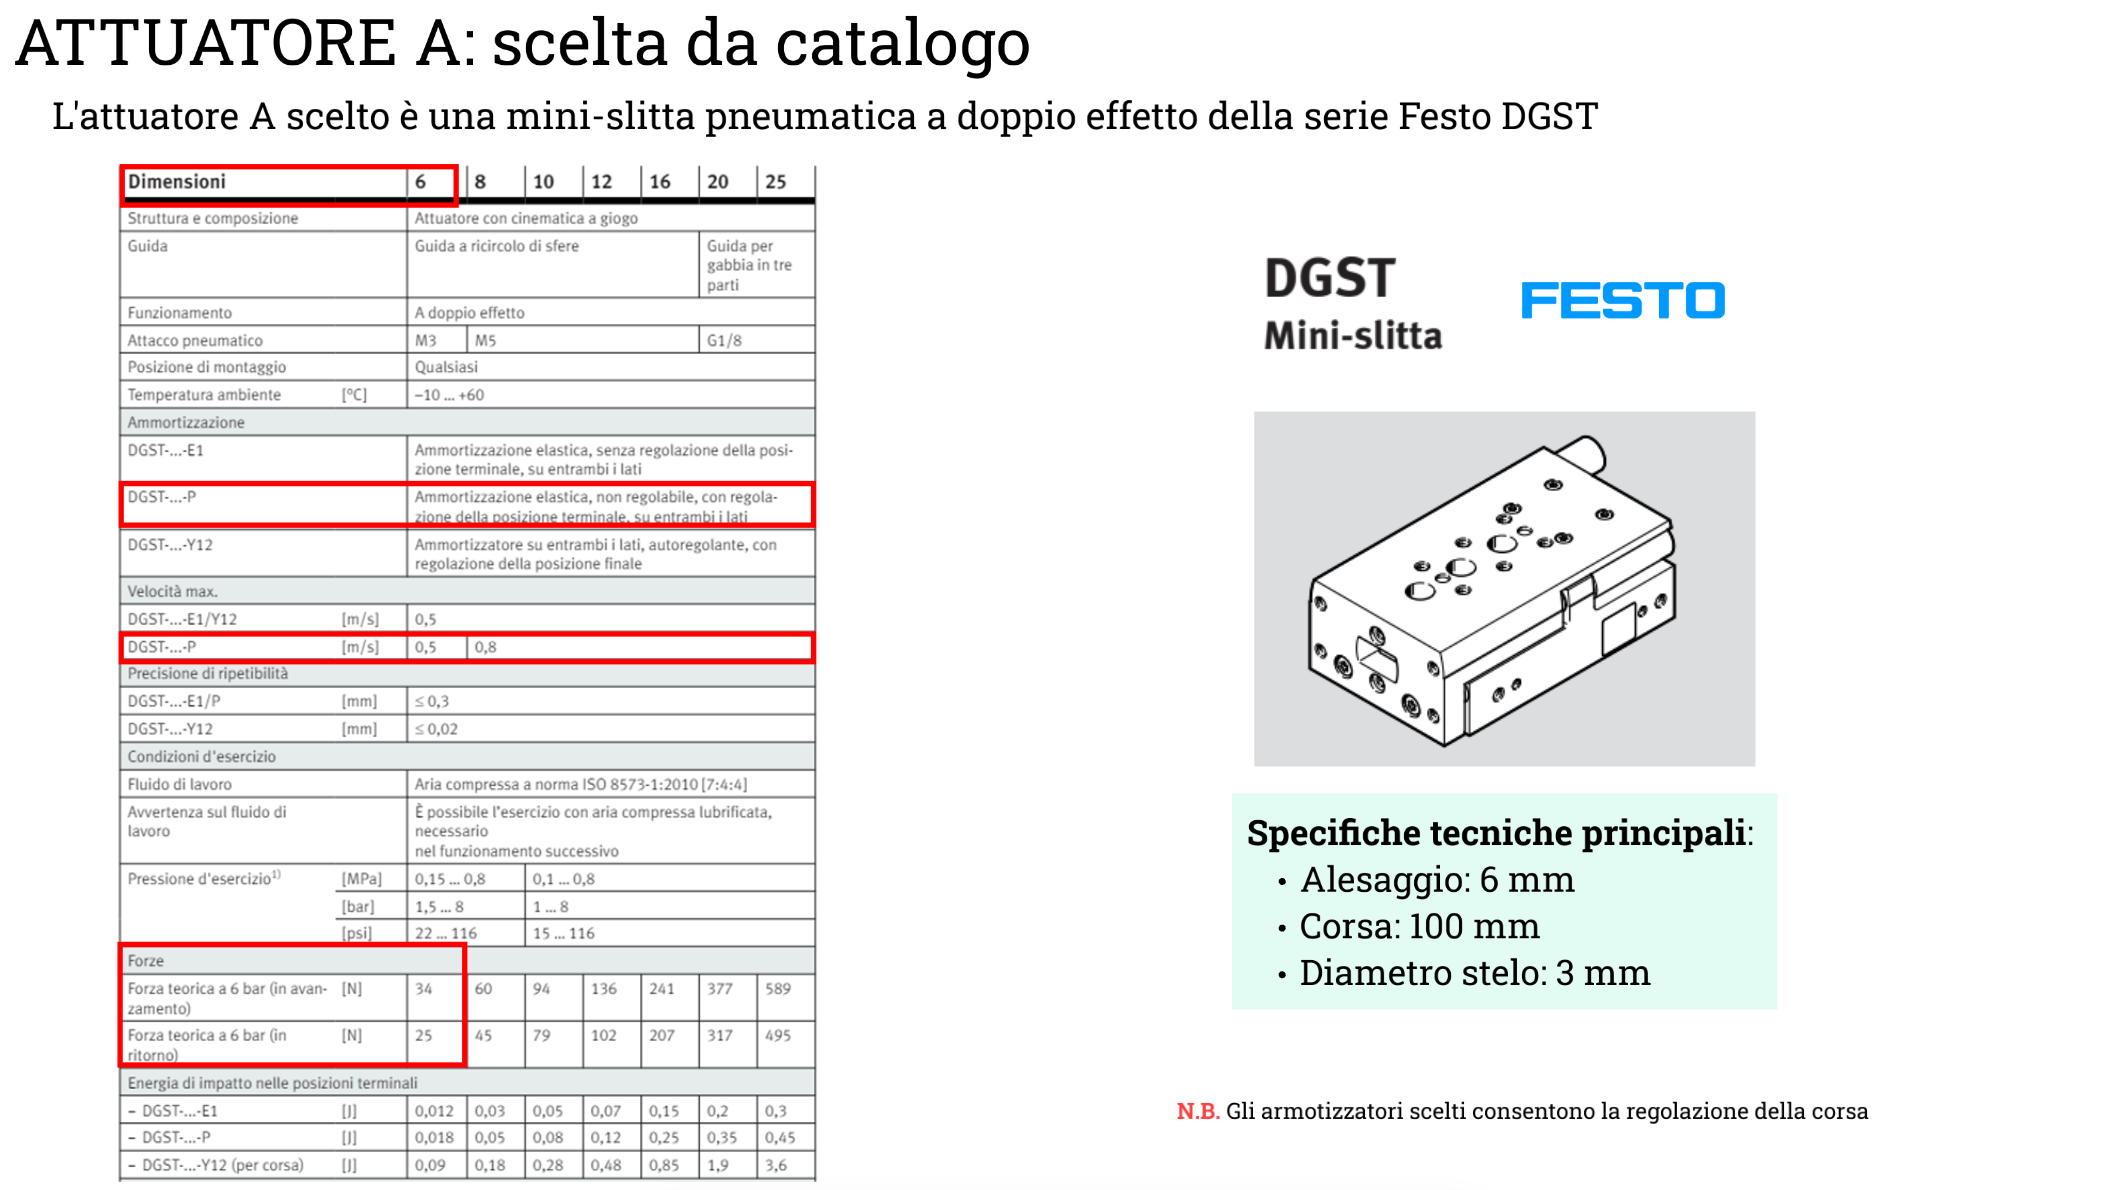 ATTUATORE A: scelta da catalogo
L'attuatore A scelto è una mini-slitta pneumatica a doppio effetto della serie Festo DGST
Dimensioni 6 8 10 12 16 20 25
Struttura e composizione Attuatore con cinematica a giogo
Guida Guida a ricircolo di sfere Guida per
gabbia in tre
parti
Funzionamento A doppio effetto
Attacco pneumatico M3 M5 G1/8
Posizione di montaggio Qualsiasi
Temperatura ambiente [°C] –10 ... +60
Ammortizzazione
DGST-...-E1 Ammortizzazione elastica, senza regolazione della posi-
zione terminale, su entrambi i lati
DGST-...-P Ammortizzazione elastica, non regolabile, con regola-
zione della posizione terminale, su entrambi i lati
DGST-...-Y12 Ammortizzatore su entrambi i lati, autoregolante, con
regolazione della posizione finale
Velocità max.
DGST-...-E1/Y12 [m/s] 0,5
DGST-...-P [m/s] 0,5 0,8
Precisione di ripetibilità
DGST-...-E1/P [mm] ≤ 0,3
DGST-...-Y12 [mm] ≤ 0,02
Condizioni d'esercizio
Fluido di lavoro Aria compressa a norma ISO 8573-1:2010 [7:4:4]
Avvertenza sul fluido di È possibile l'esercizio con aria compressa lubrificata,
lavoro necessario
nel funzionamento successivo
Pressione d'esercizio1) [MPa] 0,15 ... 0,8 0,1 ... 0,8
[bar] 1,5 ... 8 1 ... 8
[psi] 22 ... 116 15 ... 116
Forze
Forza teorica a 6 bar (in avan- [N] 34 60 94 136 241 377 589
zamento)
Forza teorica a 6 bar (in [N] 25 45 79 102 207 317 495
ritorno)
Energia di impatto nelle posizioni terminali
– DGST-...-E1 [J] 0,012 0,03 0,05 0,07 0,15 0,2 0,3
– DGST-...-P [J] 0,018 0,05 0,08 0,12 0,25 0,35 0,45
– DGST-...-Y12 (per corsa) [J] 0,09 0,18 0,28 0,48 0,85 1,9 3,6
DGST
Mini-slitta
FESTO
Specifiche tecniche principali:
• Alesaggio: 6 mm
• Corsa: 100 mm
• Diametro stelo: 3 mm
N.B. Gli armotizzatori scelti consentono la regolazione della corsa